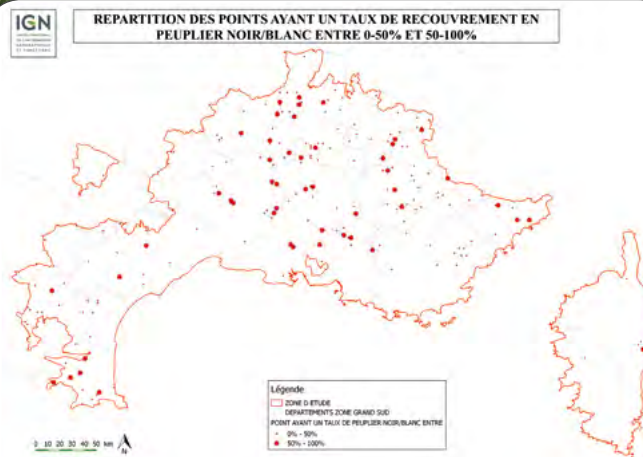 IGN
REPARTITION DES POINTS AYANT UN TAUX DE RECOUVREMENT EN
PEUPLIER NOIR/BLANC ENTRE 0-50% ET 50-100%
Légende
ZONE D ETUDE
DEPARTEMENTS ZONE GRAND SUD
POINT AYANT UN TAUX DE PEUPLIER NOIR/BLANC ENTRE
0% - 50%
50% - 100%
0 10 20 30 40 50 km
N